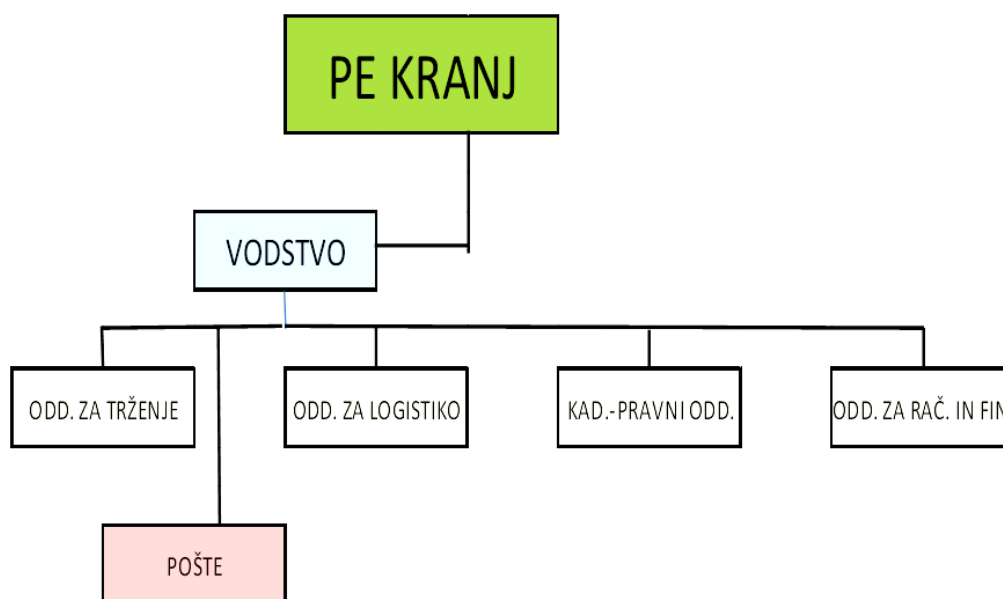 PE KRANJ
VODSTVO
ODD. ZA TRŽENJE
ODD. ZA LOGISTIKO
KAD.-PRAVNI ODD.
ODD. ZA RAČ. IN FIN
POŠTE